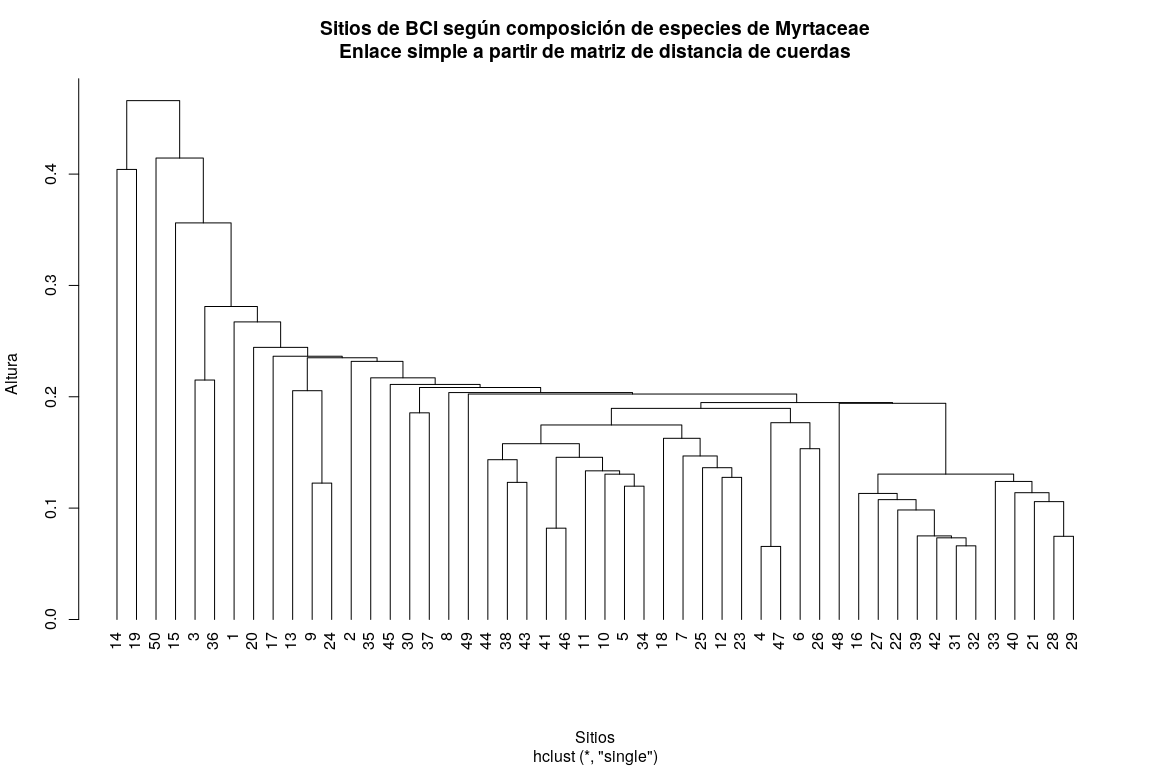 Sitios de BCI según composición de especies de Myrtaceae
Enlace simple a partir de matriz de distancia de cuerdas
Altura
0.4
0.3
0.2
0.1
0.0
14 19 50 15 3 36 1 20 17 13 9 24 2 35 45 30 37 8 49 44 38 43 41 46 11 10 5 34 18 7 25 12 23 4 47 6 26 48 16 27 22 39 42 31 32 33 40 21 28 29
Sitios
hclust (*, "single")